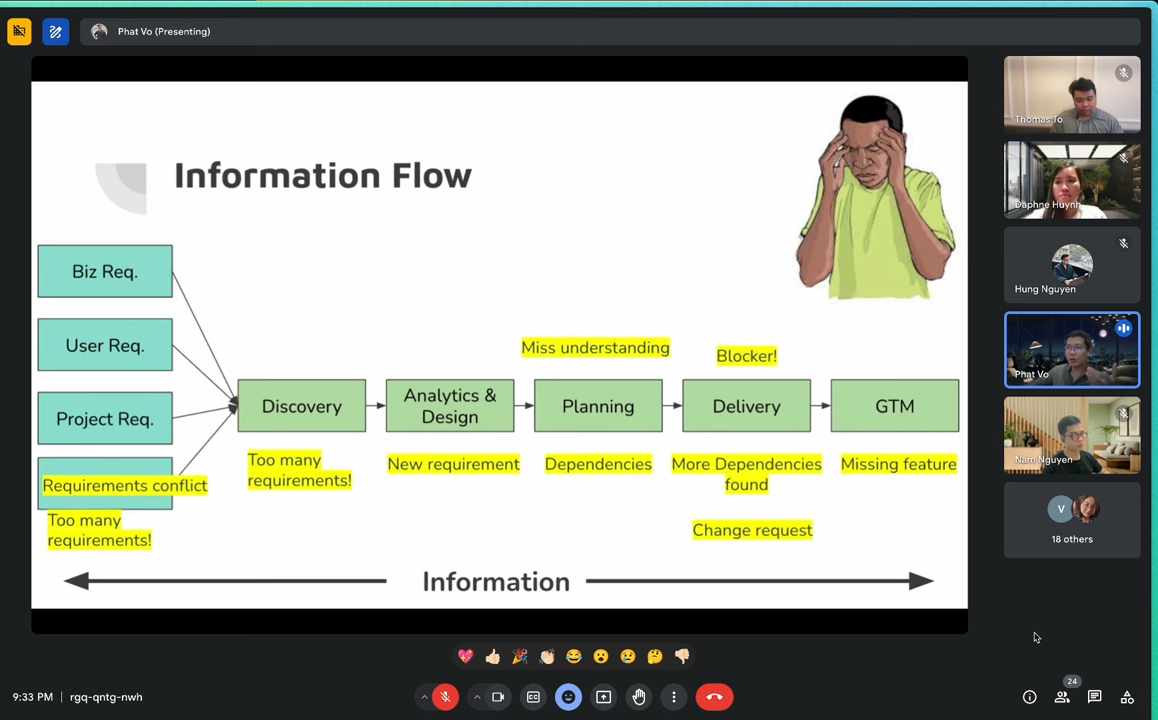 Phat Vo (Presenting)
Information Flow
Biz Req.
User Req.
Project Req.
Requirements conflict
Too many
requirements!
Discovery
Too many
requirements!
Analytics &
Design
New requirement
Miss understanding
Planning
Dependencies
Blocker!
Delivery
More Dependencies
found
Change request
GTM
Missing feature
Information
Thomas To
Daphne Huynh
Hung Nguyen
Phat Vo
Nam Nguyen
V
18 others
9:33 PM | rgq-qntg-nwh
CC
24